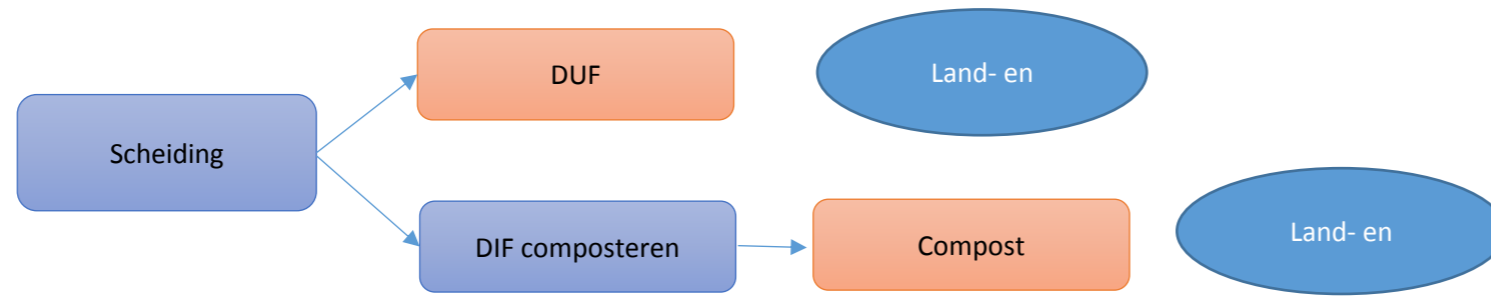 DUF
Land- en
Scheiding
DIF composteren
Compost
Land- en